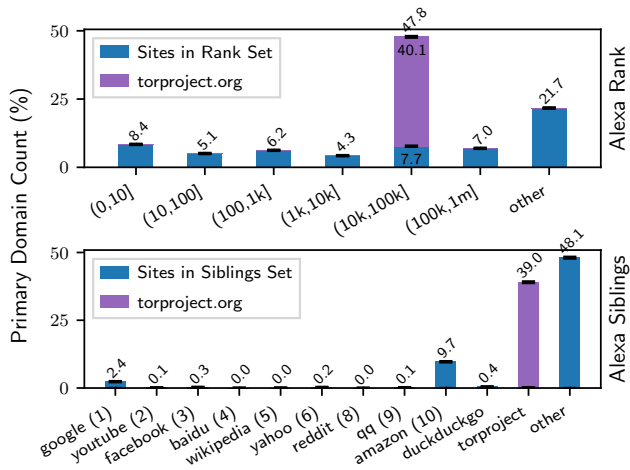 Primary Domain Count (%)
50
25
0
Sites in Rank Set
torproject.org
8.4
5.1
6.2
4.3
47.8
40.1
7.7
7.0
21.7
(0,10]
(10,100]
(100,1k]
(1k,10k]
(10k,100k]
(100k,1m]
other
Alexa Rank
50
25
0
Sites in Siblings Set
torproject.org
2.4
0.1
0.3
0.0
0.0
0.2
0.0
0.1
9.7
0.4
39.0
48.1
google (1)
youtube (2)
facebook (3)
baidu (4)
wikipedia (5)
yahoo (6)
reddit (8)
qq (9)
amazon (10)
duckduckgo
torproject
other
Alexa Siblings